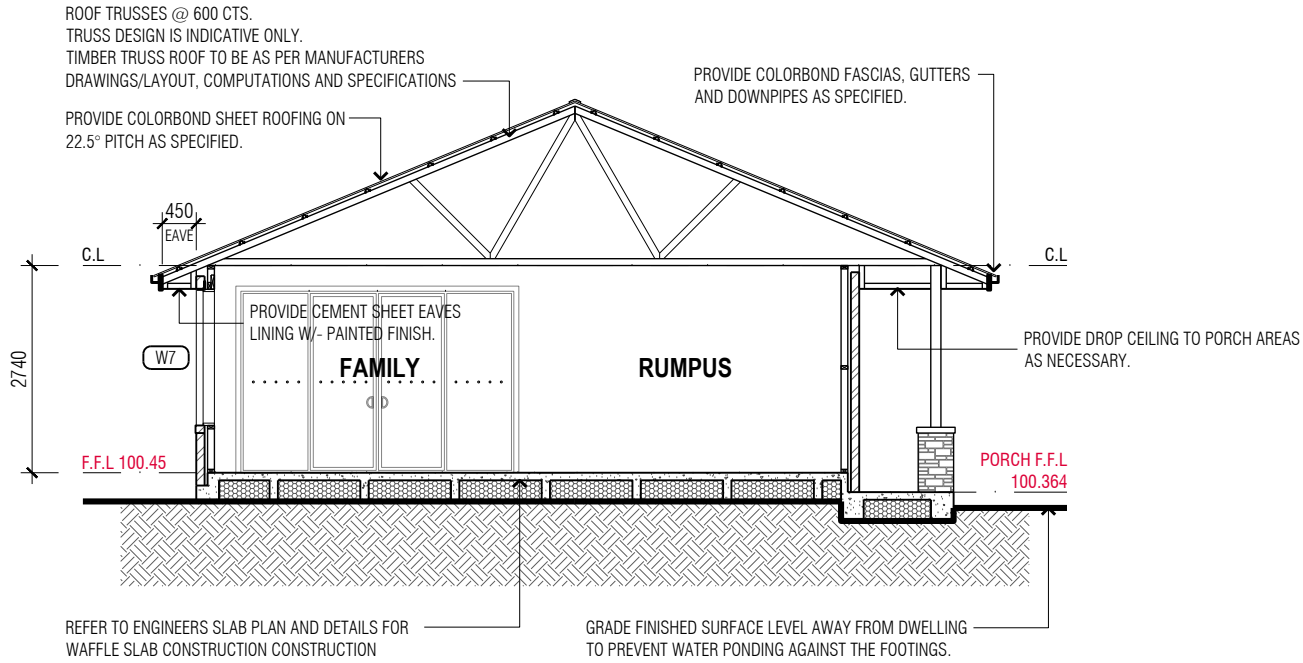 ROOF TRUSSES @ 600 CTS.
TRUSS DESIGN IS INDICATIVE ONLY.
TIMBER TRUSS ROOF TO BE AS PER MANUFACTURERS
DRAWINGS/LAYOUT, COMPUTATIONS AND SPECIFICATIONS
PROVIDE COLORBOND SHEET ROOFING ON
22.5° PITCH AS SPECIFIED.
PROVIDE COLORBOND FASCIAS, GUTTERS
AND DOWNPIPES AS SPECIFIED.
450
EAVE
C.L
C.L
PROVIDE CEMENT SHEET EAVES
LINING W/- PAINTED FINISH.
PROVIDE DROP CEILING TO PORCH AREAS
AS NECESSARY.
W7
2740
FAMILY
RUMPUS
F.F.L 100.45
PORCH F.F.L
100.364
REFER TO ENGINEERS SLAB PLAN AND DETAILS FOR
WAFFLE SLAB CONSTRUCTION CONSTRUCTION
GRADE FINISHED SURFACE LEVEL AWAY FROM DWELLING
TO PREVENT WATER PONDING AGAINST THE FOOTINGS.